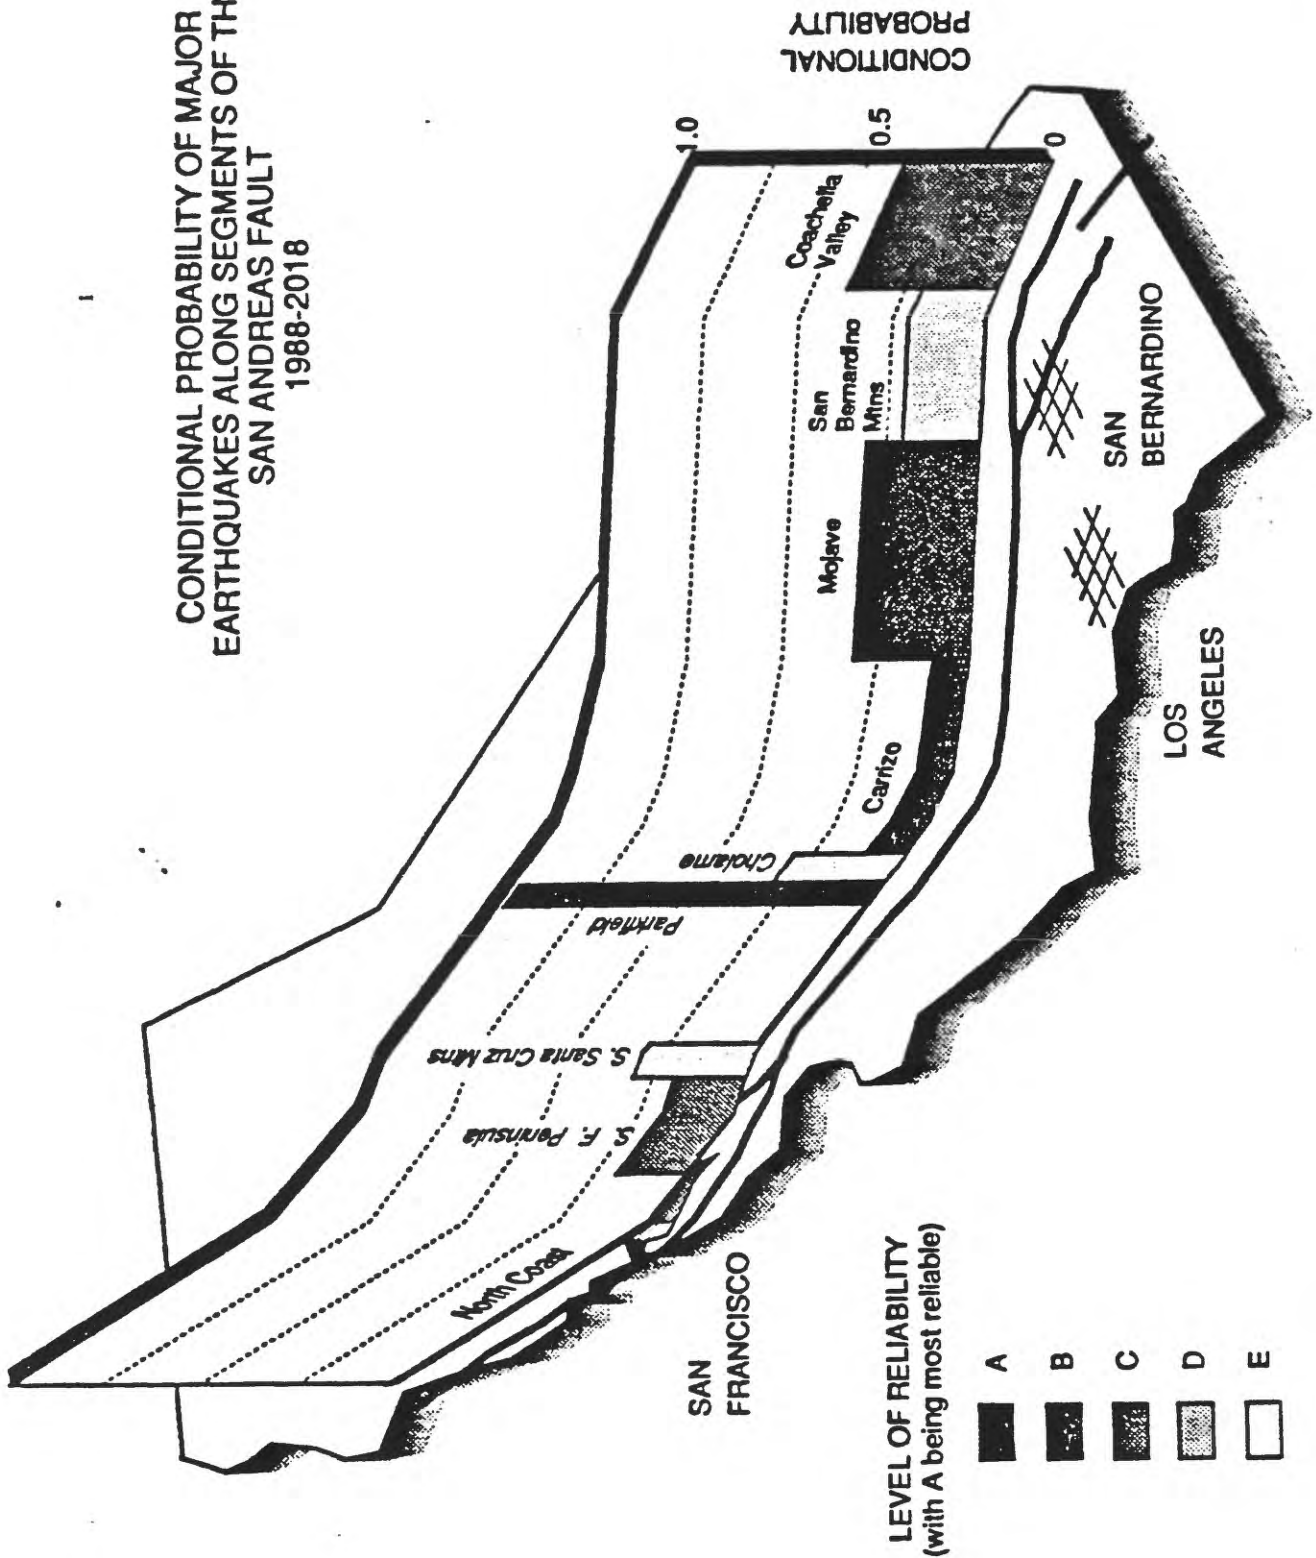 CONDITIONAL PROBABILITY OF MAJOR
EARTHQUAKES ALONG SEGMENTS OF TH
SAN ANDREAS FAULT
1988-2018
CONDITIONAL
PROBABILITY
1.0
0.5
0
North Coast
S. F. Peninsula
S. Santa Cruz Mtns
Parkfield
Cholame
Carrizo
Mojave
San
Bernardino
Mtns
Coachella
Valley
SAN
FRANCISCO
LOS
ANGELES
SAN
BERNARDINO
LEVEL OF RELIABILITY
(with A being most reliable)
A
B
C
D
E